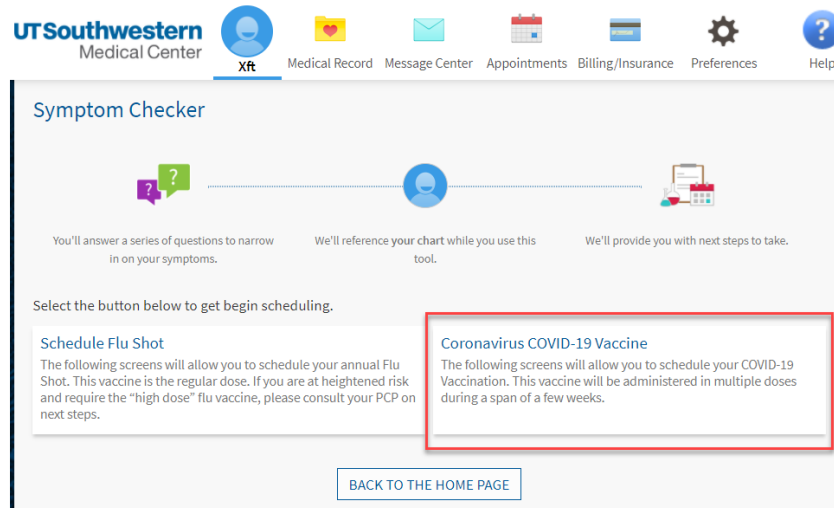 UTSouthwestern
Medical Center
Xft
Medical Record
Message Center
Appointments
Billing/Insurance
Preferences
Help
Symptom Checker
? ?
You'll answer a series of questions to narrow
in on your symptoms.
We'll reference your chart while you use this
tool.
We'll provide you with next steps to take.
Select the button below to get begin scheduling.
Schedule Flu Shot
The following screens will allow you to schedule your annual Flu
Shot. This vaccine is the regular dose. If you are at heightened risk
and require the “high dose” flu vaccine, please consult your PCP on
next steps.
Coronavirus COVID-19 Vaccine
The following screens will allow you to schedule your COVID-19
Vaccination. This vaccine will be administered in multiple doses
during a span of a few weeks.
BACK TO THE HOME PAGE